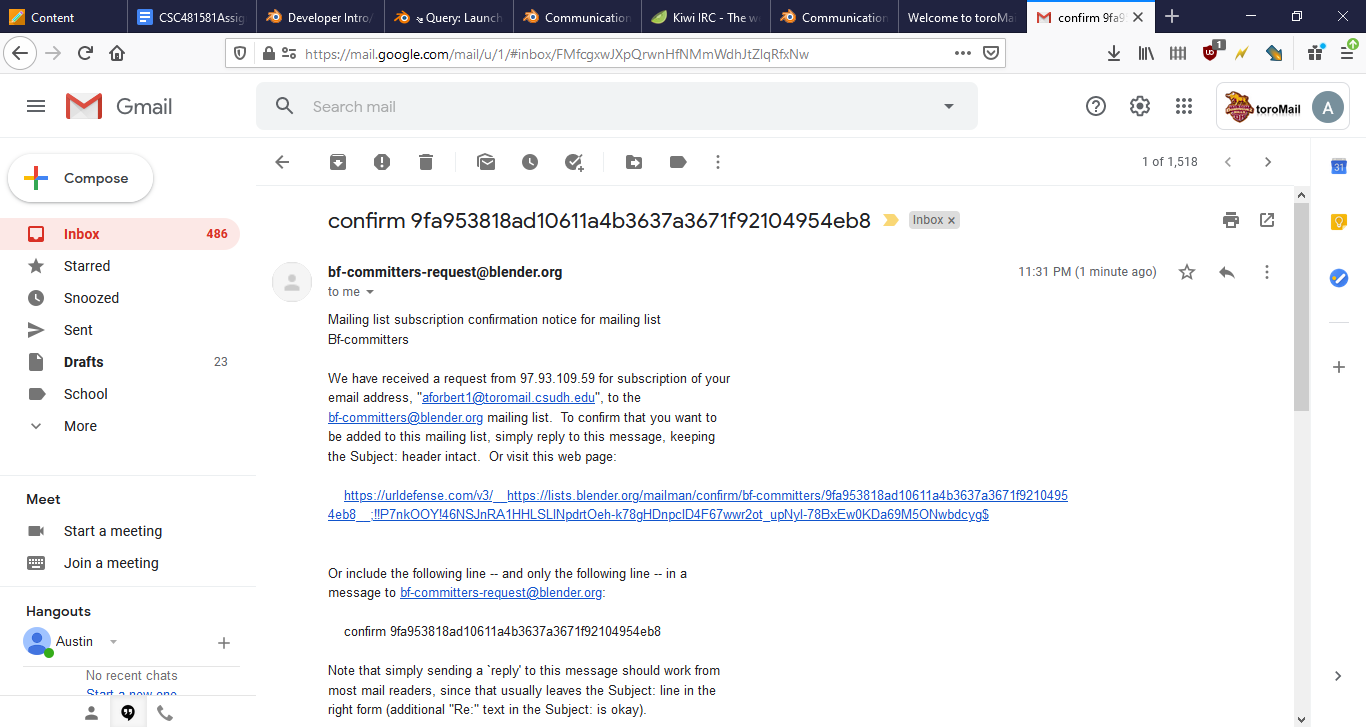 Content
CSC481581Assig
Developer Intro/
Query: Launch
Communication
Kiwi IRC - The w
Communication
Welcome to toroMai
confirm 9fa95
https://mail.google.com/mail/u/1/#inbox/FMfcgxwJXpQrwnHfNMmWdhJtZlqRfxNw
1
Gmail
Search mail
toroMail
A
Compose
1 of 1,518
31
confirm 9fa953818ad10611a4b3637a3671f92104954eb8
Inbox x
Inbox 486
Starred
Snoozed
Sent
Drafts 23
School
More
bf-committers-request@blender.org
11:31 PM (1 minute ago)
to me
Mailing list subscription confirmation notice for mailing list
Bf-committers
We have received a request from 97.93.109.59 for subscription of your
email address, "aforbert1@toromail.csudh.edu", to the
bf-committers@blender.org mailing list.  To confirm that you want to
be added to this mailing list, simply reply to this message, keeping
the Subject: header intact.  Or visit this web page:
https://urldefense.com/v3/__https://lists.blender.org/mailman/confirm/bf-committers/9fa953818ad10611a4b3637a3671f9210495
4eb8__;!!P7nkOOY!46NSJnRA1HHLSLlNpdrtOeh-k78gHDnpclD4F67wwr2ot_upNyl-78BxEw0KDa69M5ONwbdcyg$
Or include the following line -- and only the following line -- in a
message to bf-committers-request@blender.org:
confirm 9fa953818ad10611a4b3637a3671f92104954eb8
Note that simply sending a `reply' to this message should work from
most mail readers, since that usually leaves the Subject: line in the
right form (additional "Re:" text in the Subject: is okay).
Meet
Start a meeting
Join a meeting
Hangouts
Austin
No recent chats
Start a new one